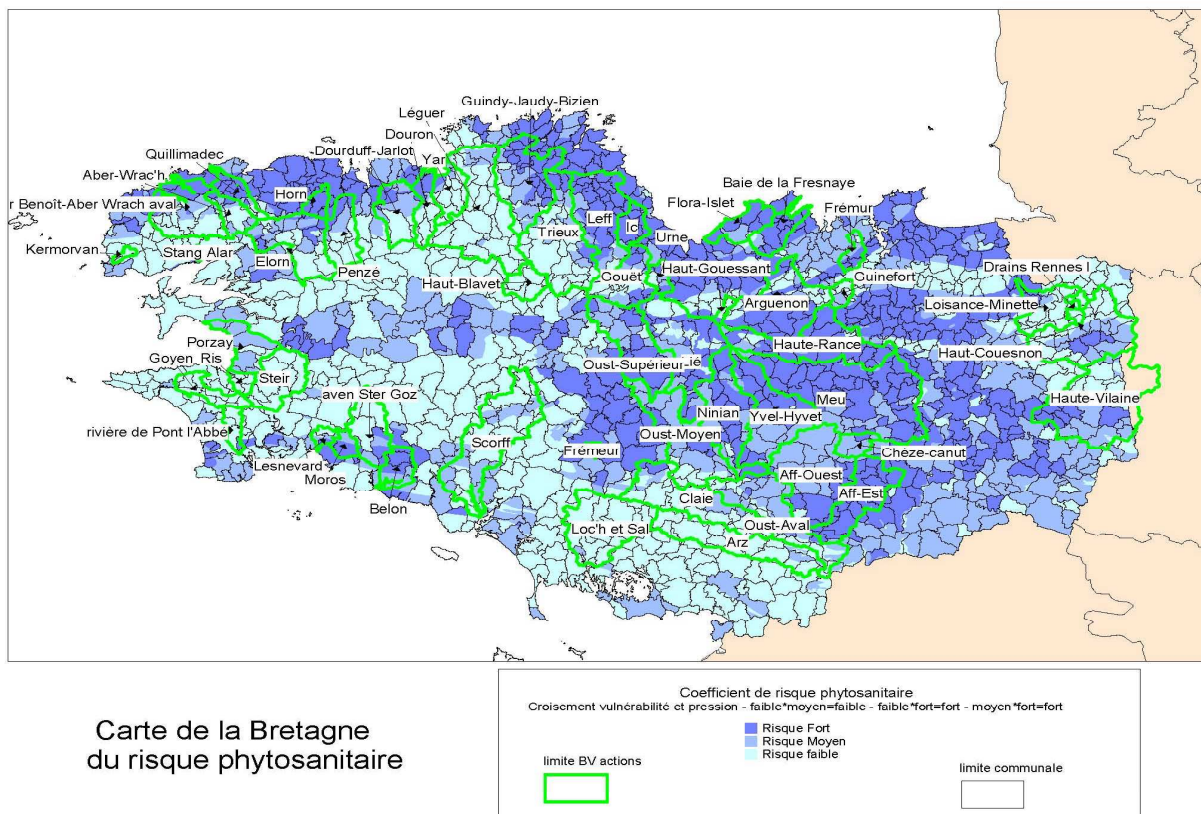 Guindy-Jaudy-Bizien
Léguer
Douron
Dourduff-Jarlot
Yar
Quillimadec
Aber-Wrac'h
r Benoît-Aber Wrach aval
Horn
Baie de la Fresnaye
Flora-Islet
Frémur
Leff
Ic
Urne
Trieux
Kermorvan
Stang Alar
Elorn
Penzé
Haut-Blavet
Couët
Haut-Gouessant
Guinefort
Drains Rennes I
Arguenon
Loisance-Minette
Porzay
Goyen_Ris
Steir
Haute-Rance
Haut-Couesnon
Oust-Supérieur
ié
aven Ster Goz
Meu
Haute-Vilaine
Ninian
Yvel-Hyvet
rivière de Pont l'Abbé
Scorff
Oust-Moyen
Lesnevard
Frémeur
Chèze-canut
Moros
Aff-Ouest
Belon
Claie
Aff-Est
Loc'h et Sal
Oust-Aval
Arz
Carte de la Bretagne
du risque phytosanitaire
Coefficient de risque phytosanitaire
Croisement vulnérabilité et pression - faible*moyen=faible - faible*fort=fort - moyen*fort=fort
Risque Fort
Risque Moyen
Risque faible
limite BV actions
limite communale